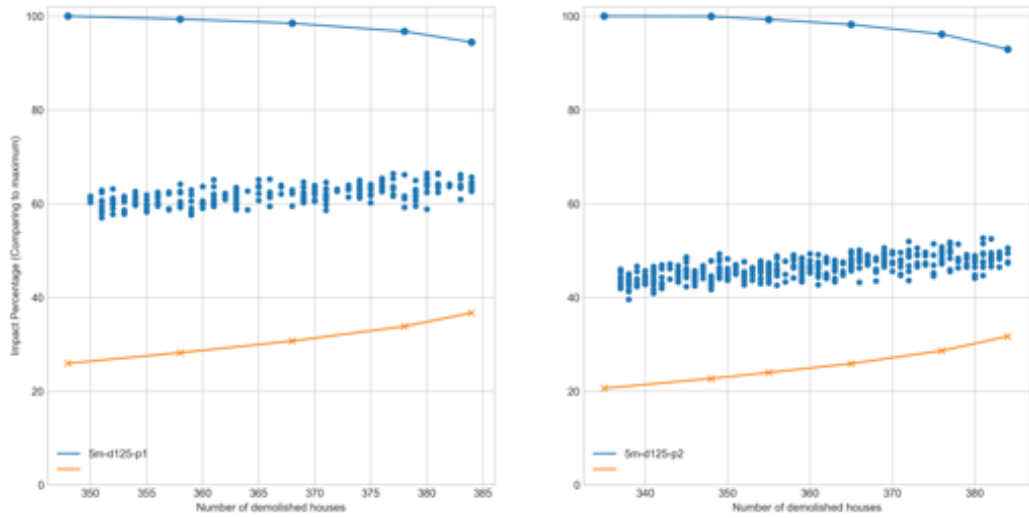 100
80
60
40
20
0
Impact Percentage (Comparing to maximum)
5m-d125-p1
350 355 360 365 370 375 380 385
Number of demolished houses
100
80
60
40
20
0
5m-d125-p2
340 350 360 370 380
Number of demolished houses